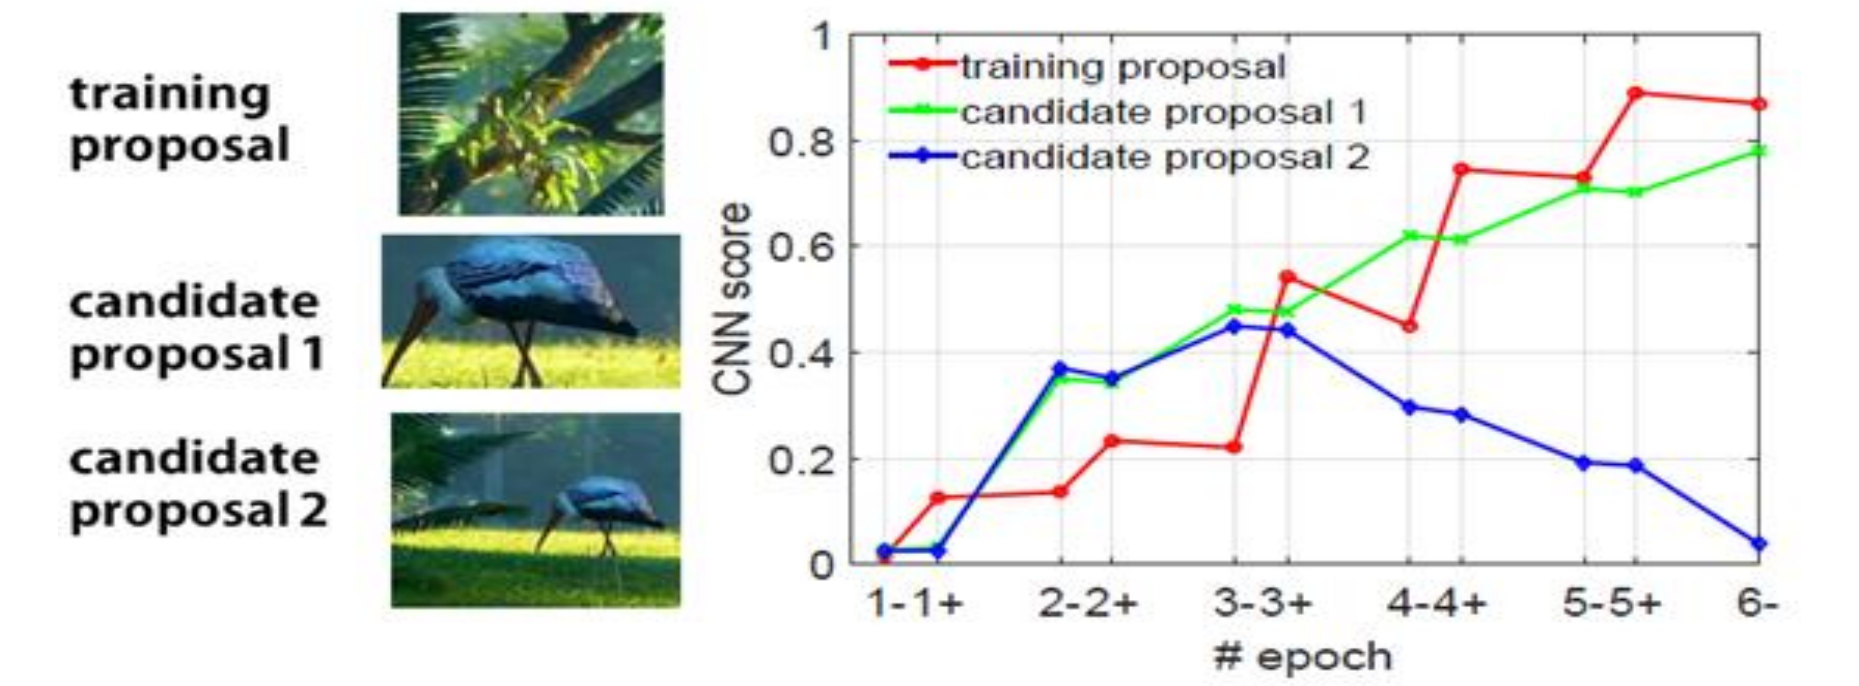 training
proposal
candidate
proposal 1
candidate
proposal 2
1
0.8
0.6
0.4
0.2
0
CNN score
training proposal
candidate proposal 1
candidate proposal 2
1-1+ 2-2+ 3-3+ 4-4+ 5-5+ 6-
# epoch